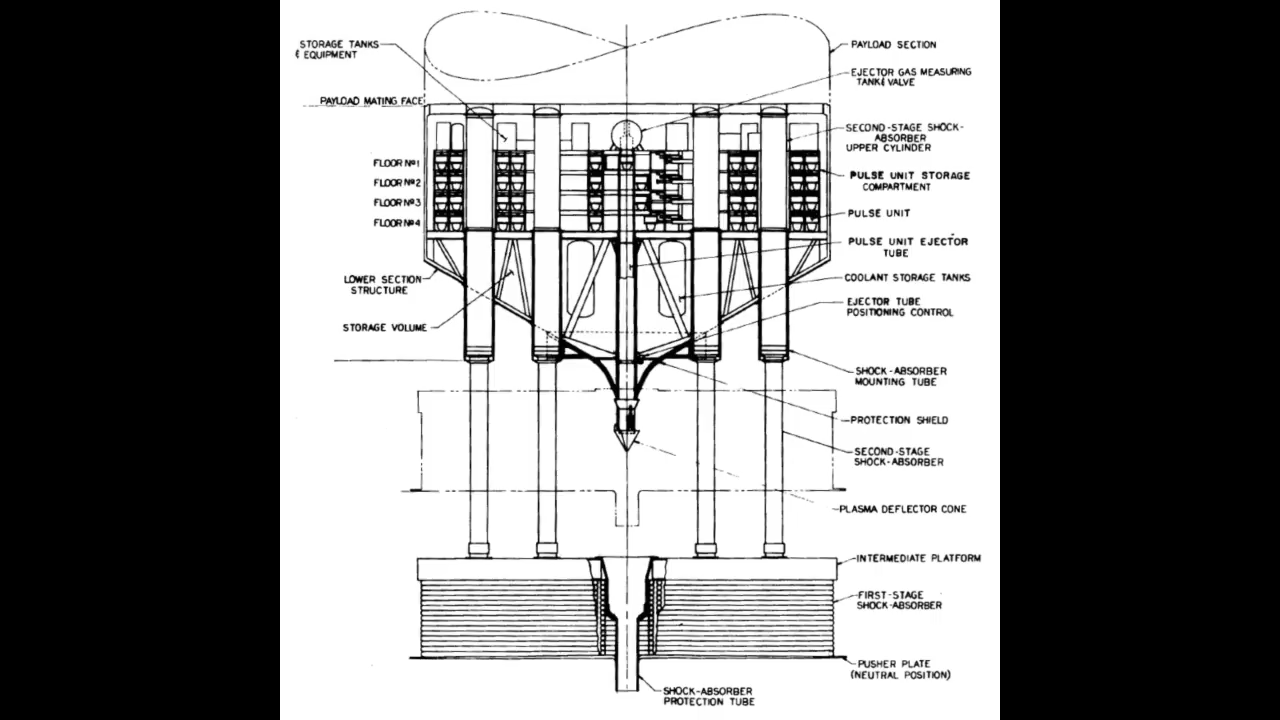 STORAGE TANKS
& EQUIPMENT
PAYLOAD MATING FACE
FLOOR Nº1
FLOOR Nº2
FLOOR Nº3
FLOOR Nº4
LOWER SECTION
STRUCTURE
STORAGE VOLUME
PAYLOAD SECTION
EJECTOR GAS MEASURING
TANK & VALVE
SECOND-STAGE SHOCK-
ABSORBER
UPPER CYLINDER
PULSE UNIT STORAGE
COMPARTMENT
PULSE UNIT
PULSE UNIT EJECTOR
TUBE
COOLANT STORAGE TANKS
EJECTOR TUBE
POSITIONING CONTROL
SHOCK-ABSORBER
MOUNTING TUBE
PROTECTION SHIELD
SECOND-STAGE
SHOCK-ABSORBER
PLASMA DEFLECTOR CONE
INTERMEDIATE PLATFORM
FIRST-STAGE
SHOCK-ABSORBER
PUSHER PLATE
(NEUTRAL POSITION)
SHOCK-ABSORBER
PROTECTION TUBE